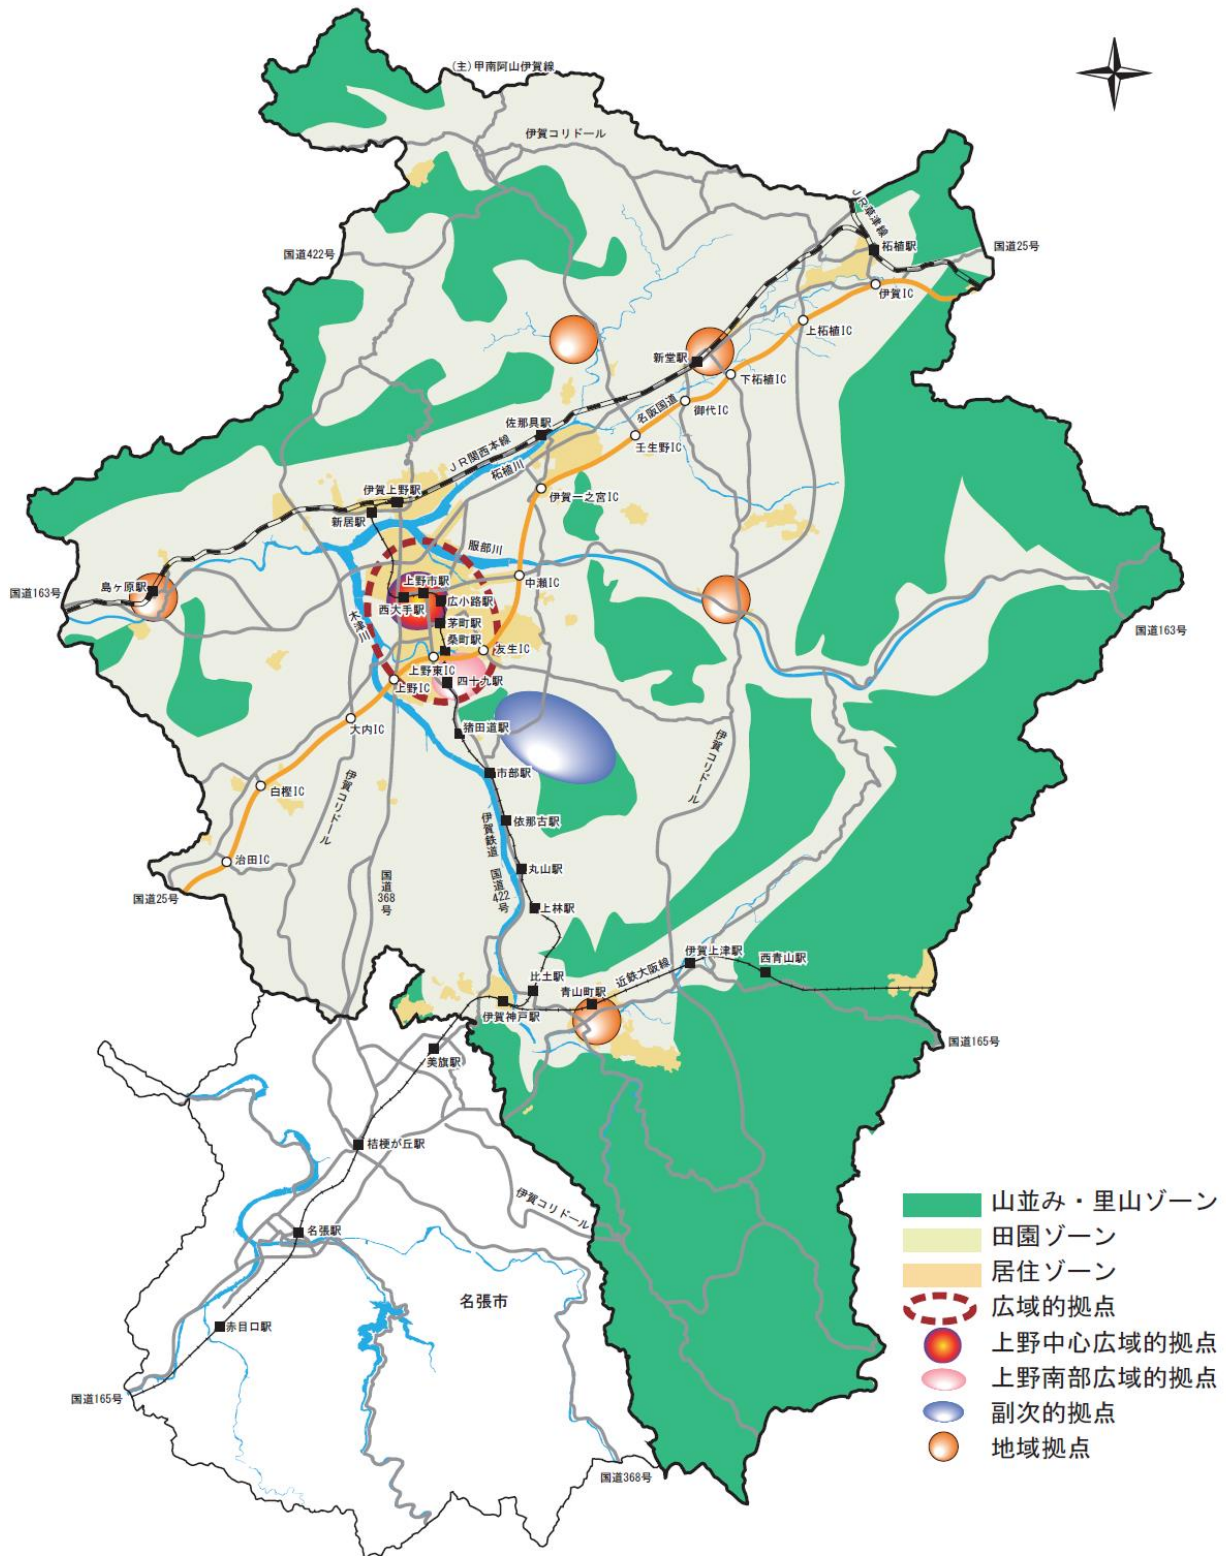 (主)甲南阿山伊賀線
伊賀コリドール
JR草津線
柘植駅
国道25号
国道422号
伊賀IC
上柘植IC
新堂駅
下柘植IC
御代IC
名阪国道
佐那具駅
壬生野IC
JR関西本線
柘植川
伊賀上野駅
伊賀一之宮IC
新居駅
服部川
中瀬IC
島ヶ原駅
国道163号
上野市駅
広小路駅
西大手駅
茅町駅
木津川
桑町駅
友生IC
国道163号
上野東IC
上野IC
四十九駅
大内IC
猪田道駅
伊賀コリドール
市部駅
白樫IC
伊賀コリドール
依那古駅
伊賀鉄道
治田IC
丸山駅
国道25号
国道368号
国道422号
上林駅
伊賀上津駅
西青山駅
近鉄大阪線
比土駅
青山町駅
伊賀神戸駅
国道165号
美旗駅
桔梗が丘駅
伊賀コリドール
名張駅
名張市
赤目口駅
国道165号
国道368号
山並み・里山ゾーン
田園ゾーン
居住ゾーン
広域的拠点
上野中心広域的拠点
上野南部広域的拠点
副次的拠点
地域拠点